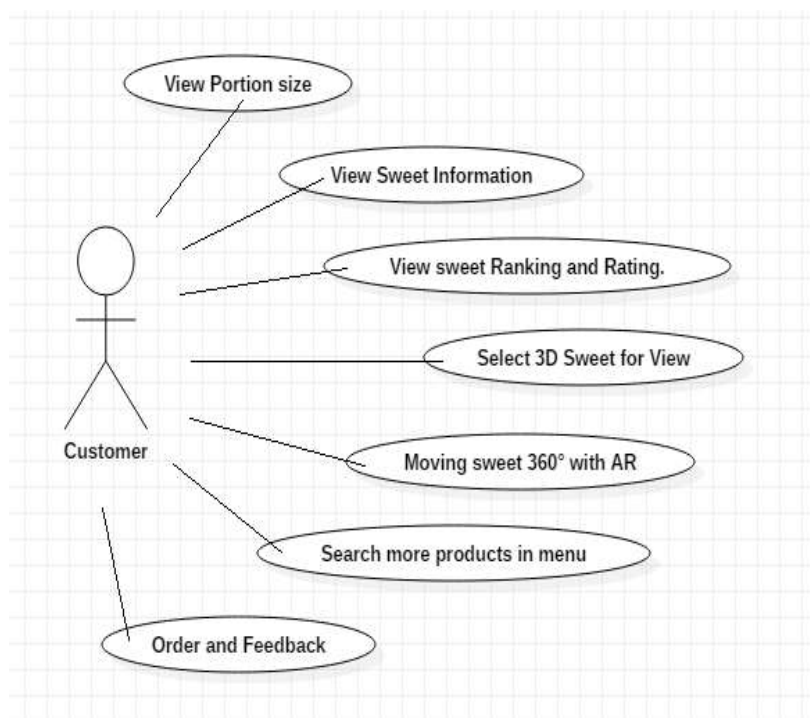 View Portion size
View Sweet Information
View sweet Ranking and Rating.
Select 3D Sweet for View
Customer
Moving sweet 360° with AR
Search more products in menu
Order and Feedback